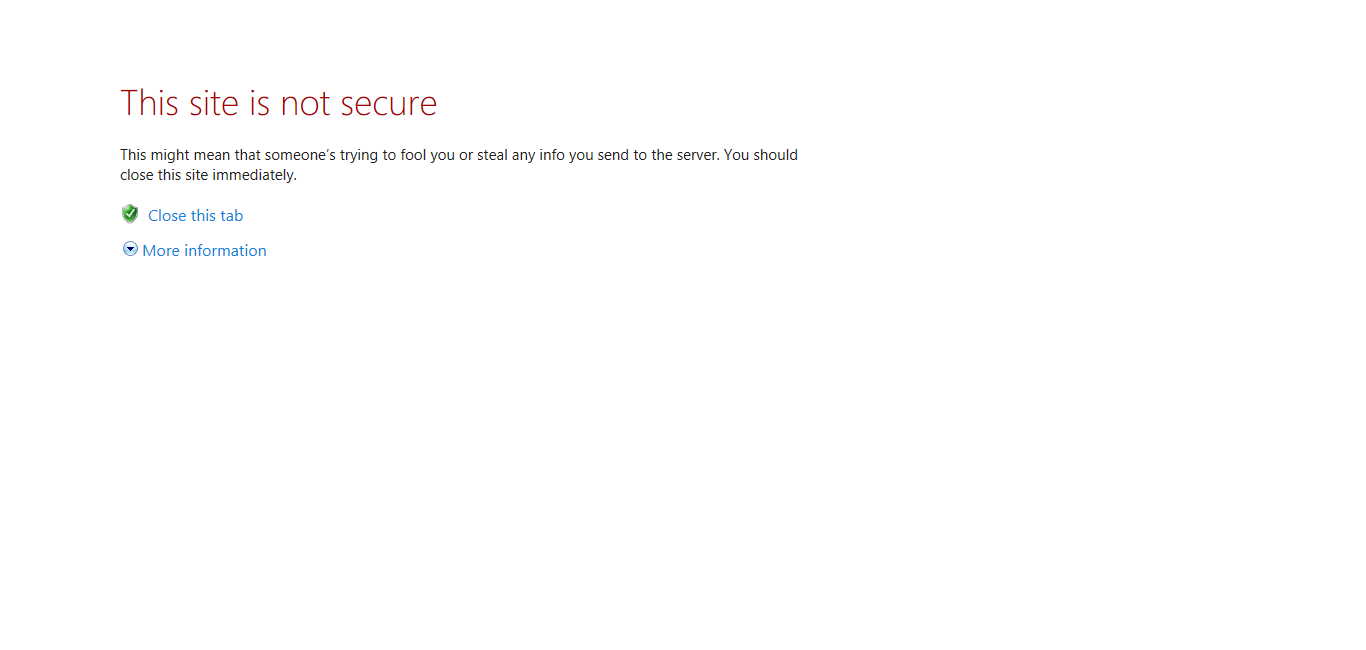 This site is not secure
This might mean that someone’s trying to fool you or steal any info you send to the server. You should
close this site immediately.
Close this tab
More information